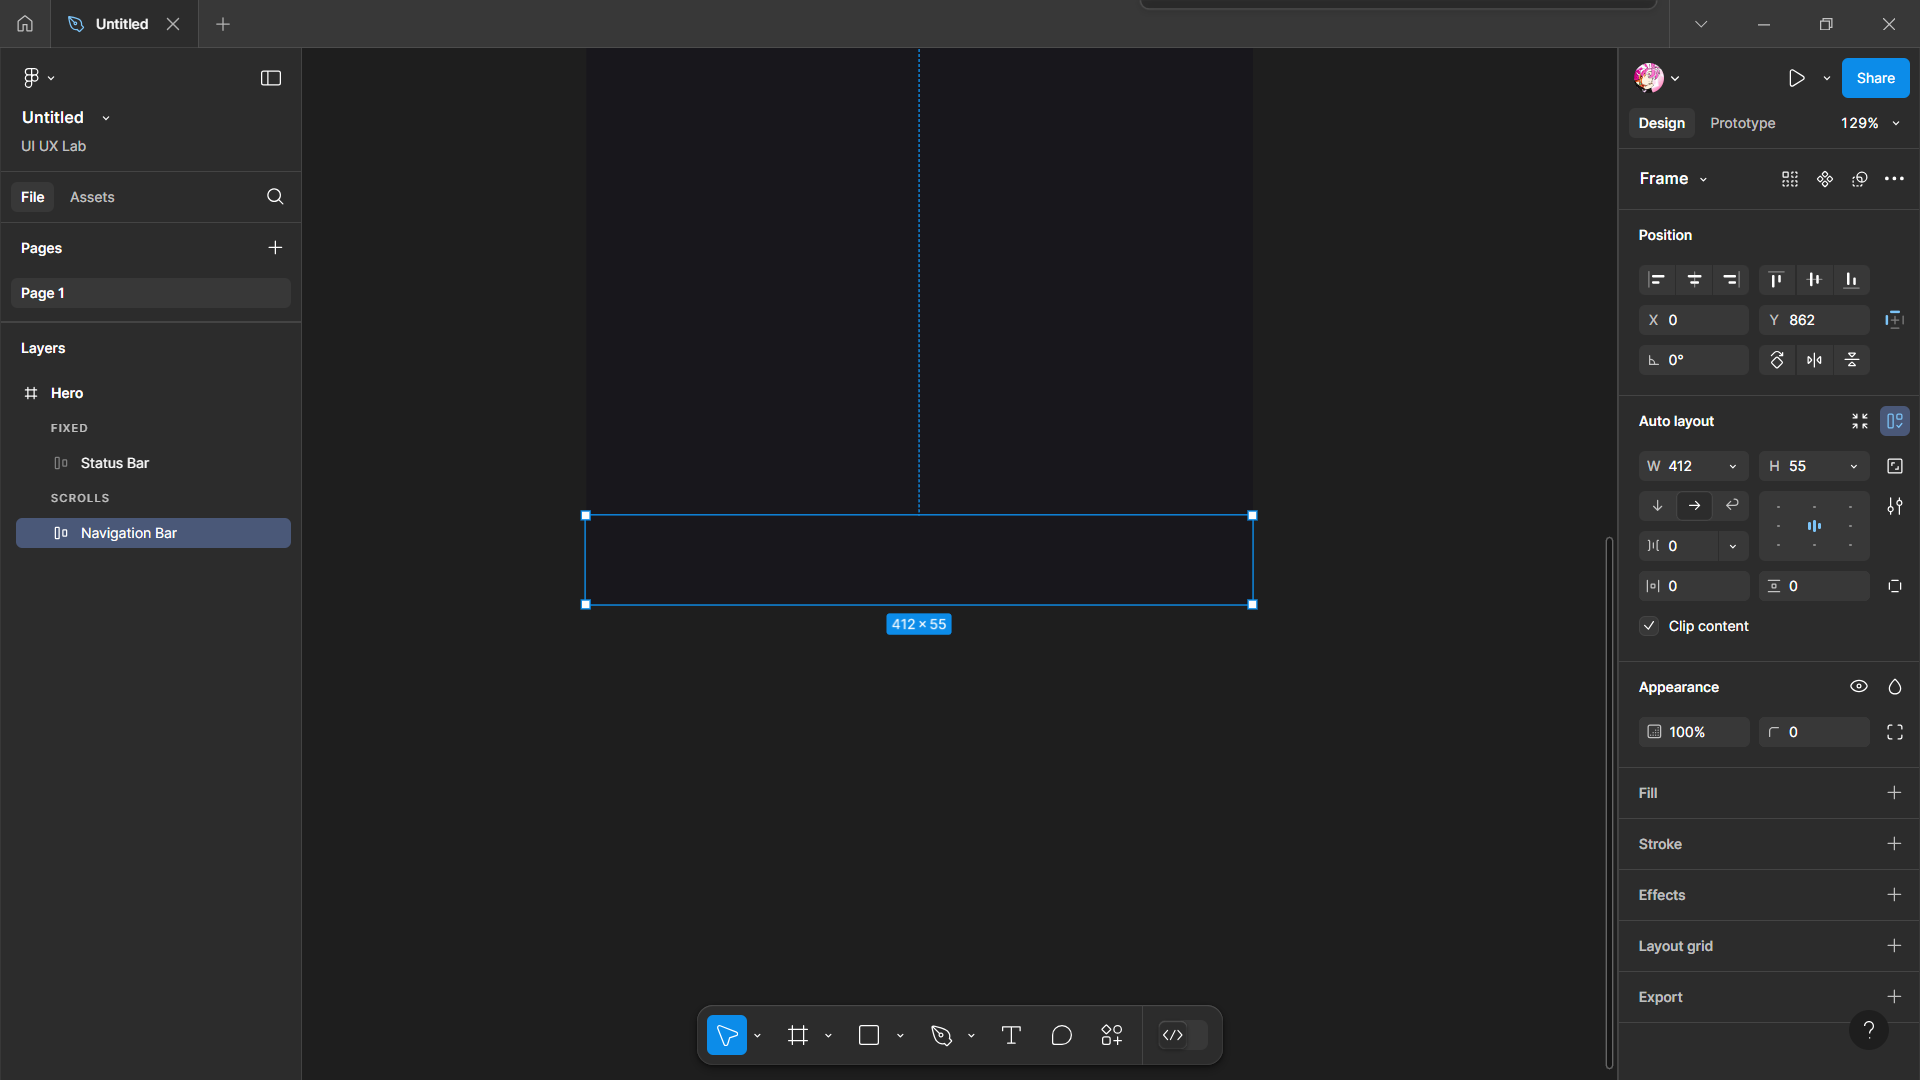 Untitled
Untitled
UI UX Lab
File
Assets
Pages
Page 1
Layers
Hero
FIXED
Status Bar
SCROLLS
Navigation Bar
412 × 55
Share
Design
Prototype
129%
Frame
Position
X 0
Y 862
0°
Auto layout
W 412
H 55
0
0
0
Clip content
Appearance
100%
0
Fill
Stroke
Effects
Layout grid
Export
?